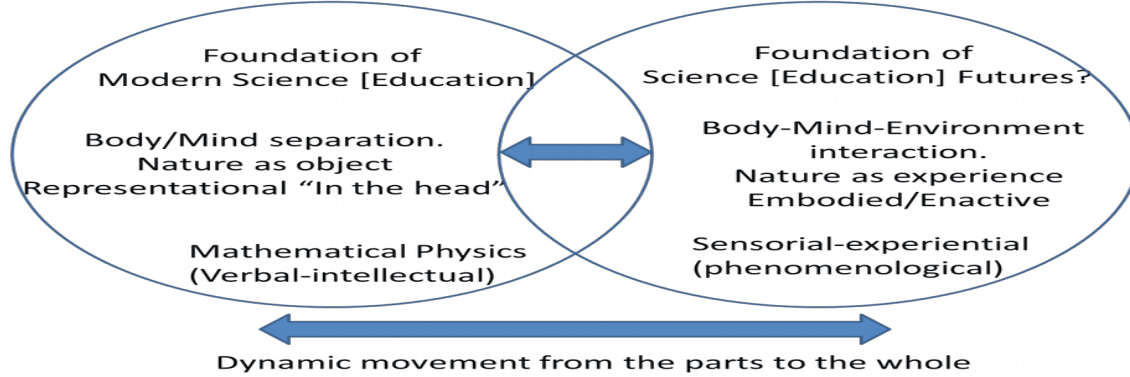 Foundation of
Modern Science [Education]
Body/Mind separation.
Nature as object
Representational “In the head”
Mathematical Physics
(Verbal-intellectual)
Foundation of
Science [Education] Futures?
Body-Mind-Environment
interaction.
Nature as experience
Embodied/Enactive
Sensorial-experiential
(phenomenological)
Dynamic movement from the parts to the whole